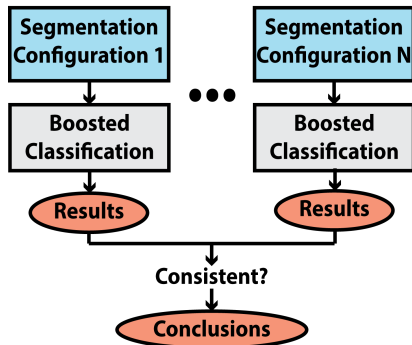 Segmentation
Configuration 1
Segmentation
Configuration N
Boosted
Classification
Boosted
Classification
Results
Results
Consistent?
Conclusions